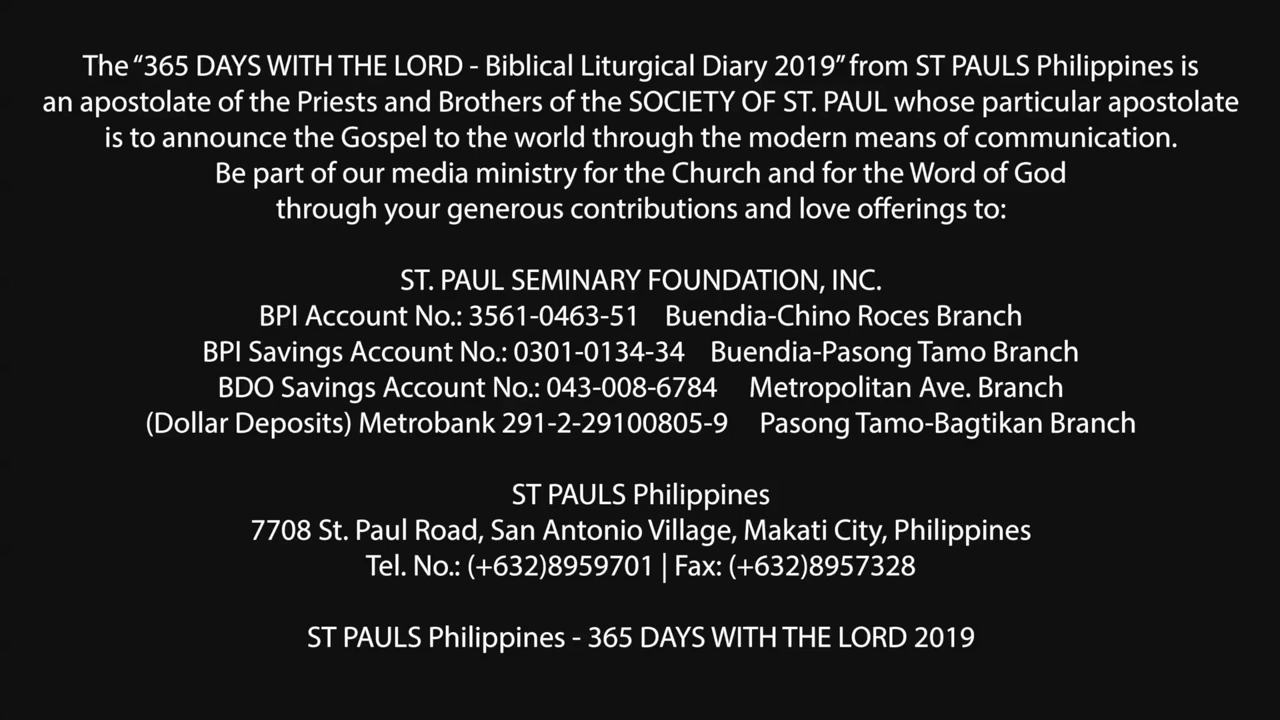 The “365 DAYS WITH THE LORD - Biblical Liturgical Diary 2019” from ST PAULS Philippines is
an apostolate of the Priests and Brothers of the SOCIETY OF ST. PAUL whose particular apostolate
is to announce the Gospel to the world through the modern means of communication.
Be part of our media ministry for the Church and for the Word of God
through your generous contributions and love offerings to:
ST. PAUL SEMINARY FOUNDATION, INC.
BPI Account No.: 3561-0463-51 Buendia-Chino Roces Branch
BPI Savings Account No.: 0301-0134-34 Buendia-Pasong Tamo Branch
BDO Savings Account No.: 043-008-6784 Metropolitan Ave. Branch
(Dollar Deposits) Metrobank 291-2-29100805-9 Pasong Tamo-Bagtikan Branch
ST PAULS Philippines
7708 St. Paul Road, San Antonio Village, Makati City, Philippines
Tel. No.: (+632)8959701 | Fax: (+632)8957328
ST PAULS Philippines - 365 DAYS WITH THE LORD 2019